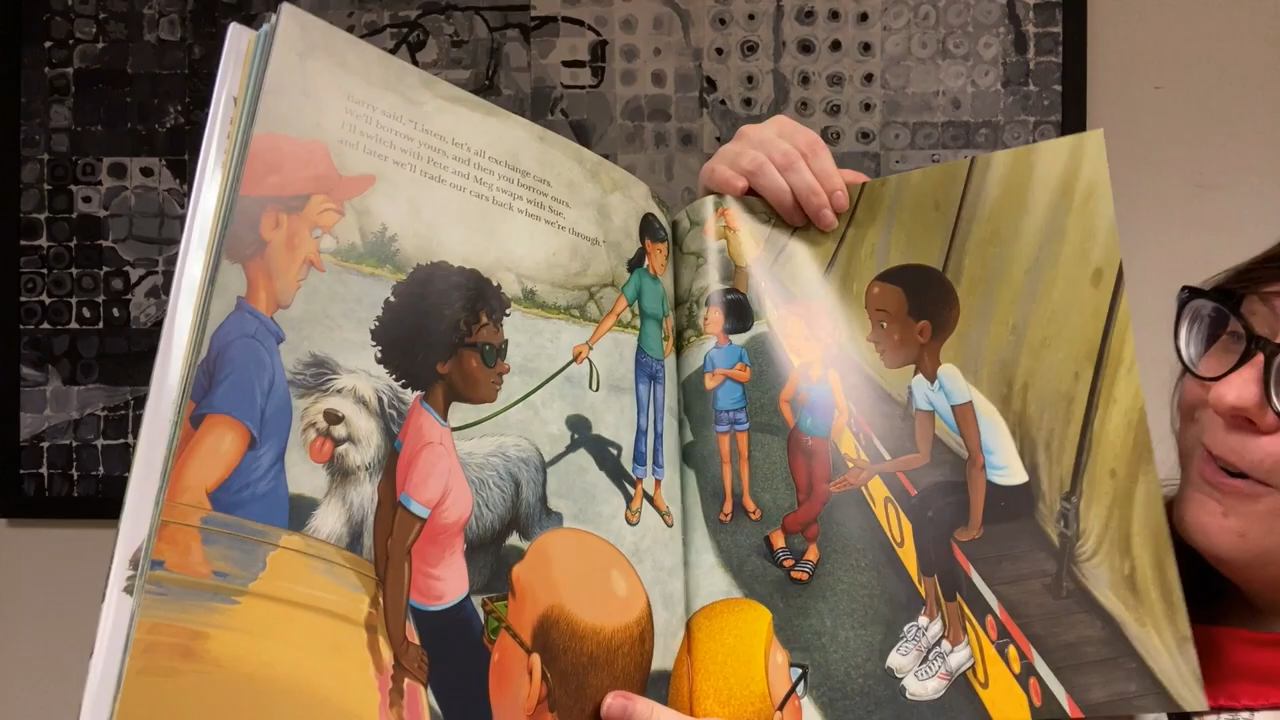 Barry said, "Listen, let's all exchange cars.
We'll borrow yours, and then you borrow ours.
I'll switch with Pete and Meg swaps with Sue,
and later we'll trade our cars back when we're through."